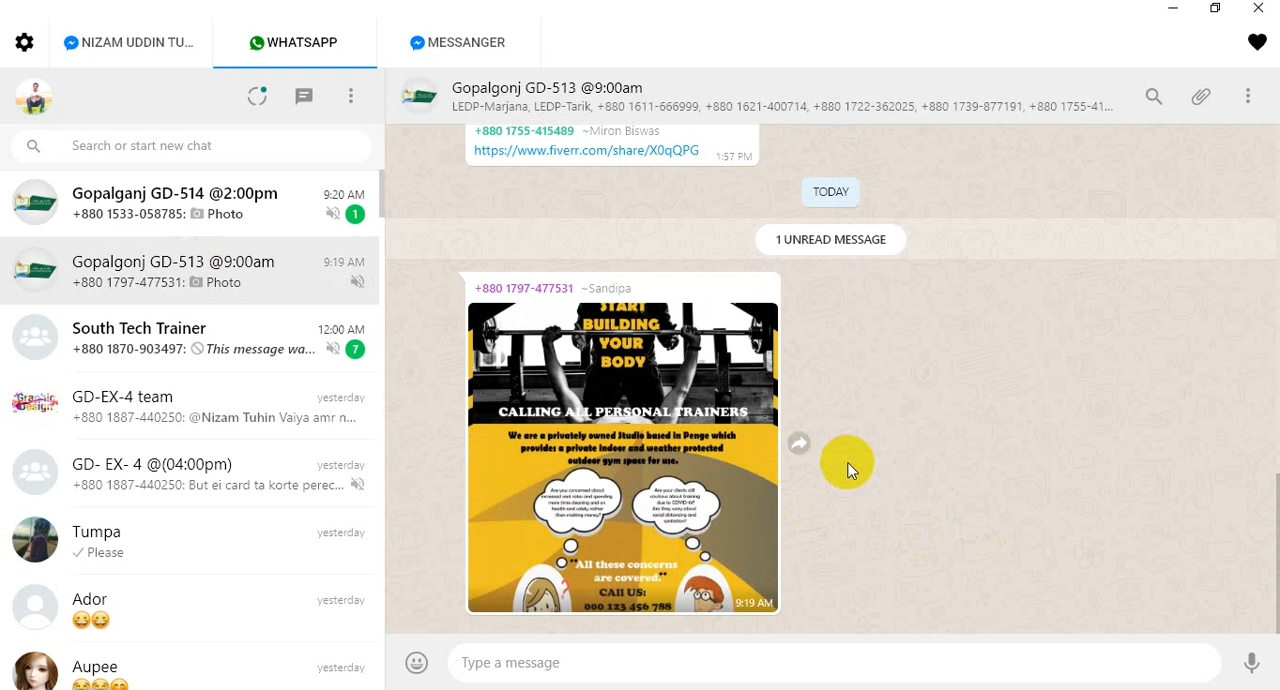 NIZAM UDDIN TU...
WHATSAPP
MESSANGER
Search or start new chat
Gopalganj GD-514 @2:00pm
9:20 AM
+880 1533-058785: Photo
1
Gopalgonj GD-513 @9:00am
9:19 AM
+880 1797-477531: Photo
South Tech Trainer
12:00 AM
+880 1870-903497: This message wa...
7
GD-EX-4 team
yesterday
+880 1887-440250: @Nizam Tuhin Vaiya amr n...
GD- EX- 4 @(04:00pm)
yesterday
+880 1887-440250: But ei card ta korte perec...
Tumpa
yesterday
Please
Ador
yesterday
Aupee
yesterday
Gopalgonj GD-513 @9:00am
LEDP-Marjana, LEDP-Tarik, +880 1611-666999, +880 1621-400714, +880 1722-362025, +880 1739-877191, +880 1755-41...
+880 1755-415489 ~Miron Biswas
https://www.fiverr.com/share/X0qQPG
1:57 PM
TODAY
1 UNREAD MESSAGE
+880 1797-477531 ~Sandipa
START
BUILDING
YOUR
BODY
CALLING ALL PERSONAL TRAINERS
We are a privately owned Studio based in Penge which
provides a private indoor and weather protected
outdoor gym space for use.
"All these concerns
are covered."
CAll US:
000 123 456 788
9:19 AM
Type a message